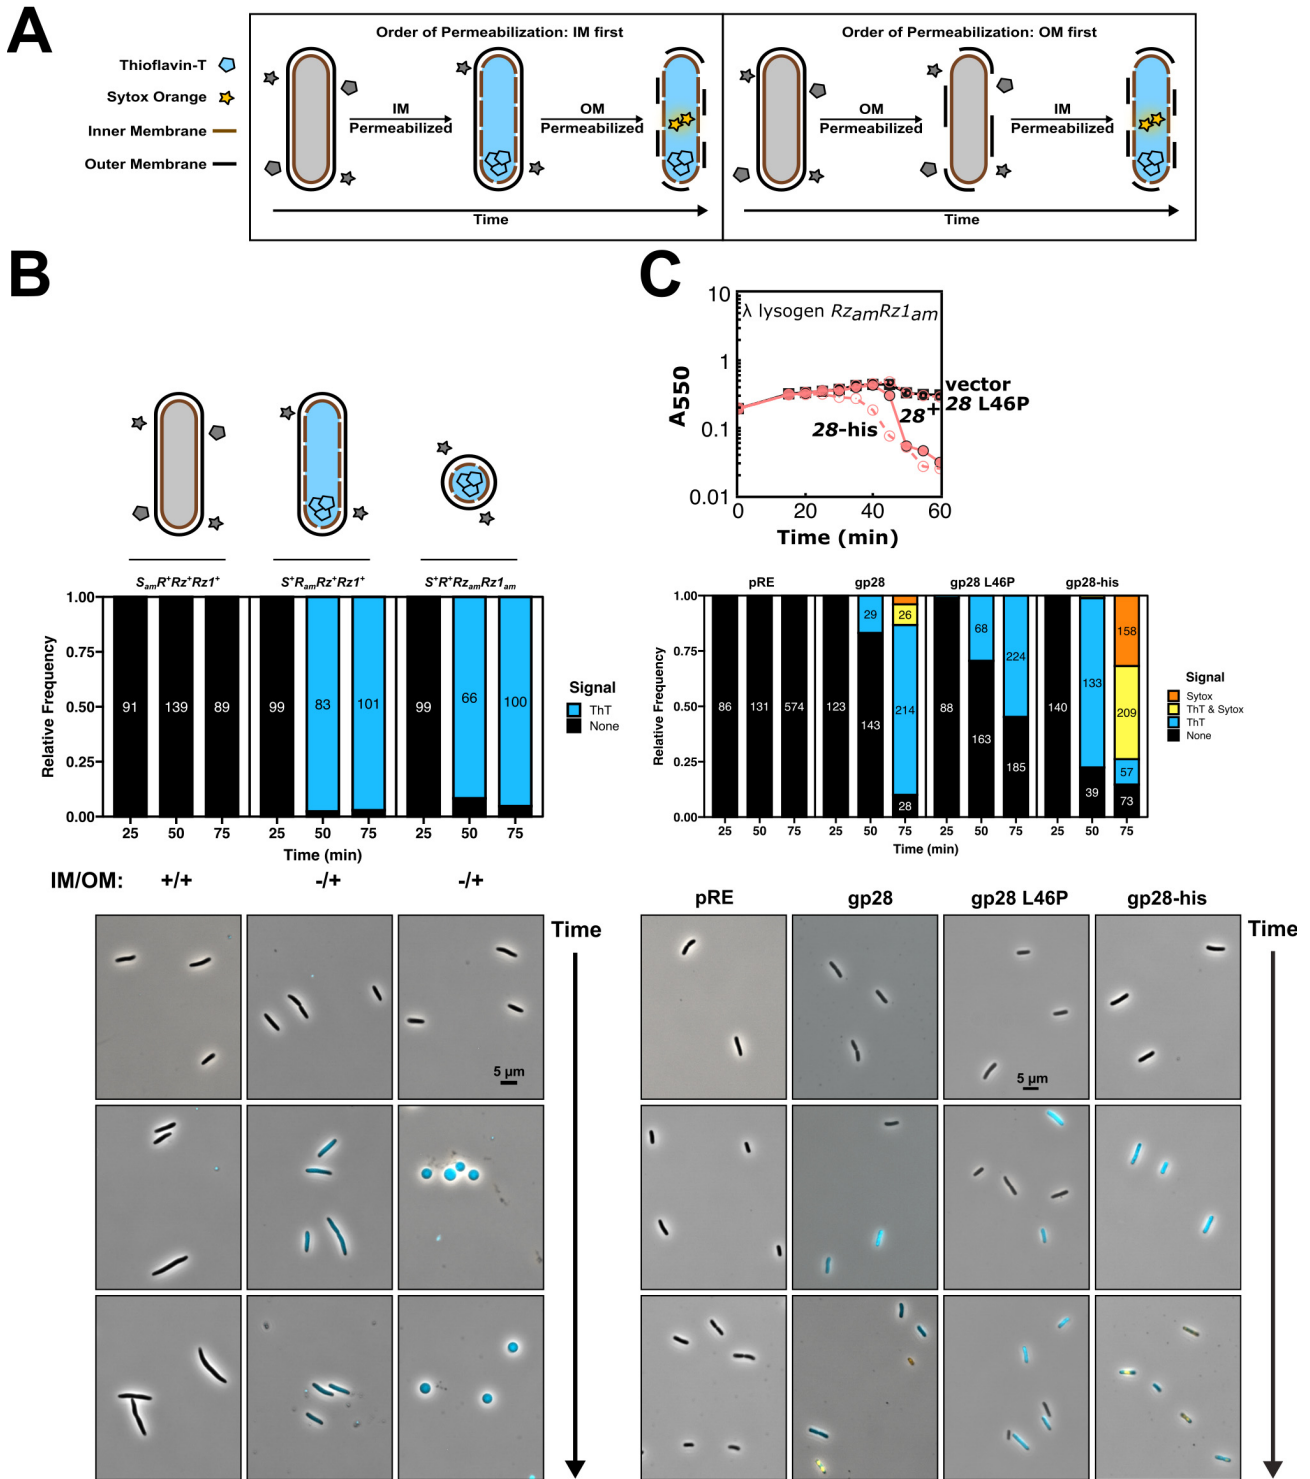 A
Thioflavin-T
Sytox Orange
Inner Membrane
Outer Membrane
Order of Permeabilization: IM first
IM
Permeabilized
OM
Permeabilized
Time
Order of Permeabilization: OM first
OM
Permeabilized
IM
Permeabilized
Time
B
SamR+Rz+Rz1+
S+RamRz+Rz1+
S+R+RzamRz1am
Relative Frequency
1.00
0.75
0.50
0.25
0.00
91
139
89
99
83
101
99
66
100
25
50
75
25
50
75
25
50
75
Time (min)
Signal
ThT
None
IM/OM:
+/+
-/+
-/+
5 μm
Time
C
λ lysogen RzamRz1am
A550
10
1
0.1
0.01
vector
28 L46P
28+
28-his
0
20
40
60
Time (min)
pRE
gp28
gp28 L46P
gp28-his
Relative Frequency
1.00
0.75
0.50
0.25
0.00
86
131
574
123
29
143
26
214
28
88
68
163
224
185
140
133
39
158
209
57
73
25
50
75
25
50
75
25
50
75
25
50
75
Time (min)
Signal
Sytox
ThT & Sytox
ThT
None
pRE
gp28
gp28 L46P
gp28-his
5 μm
Time